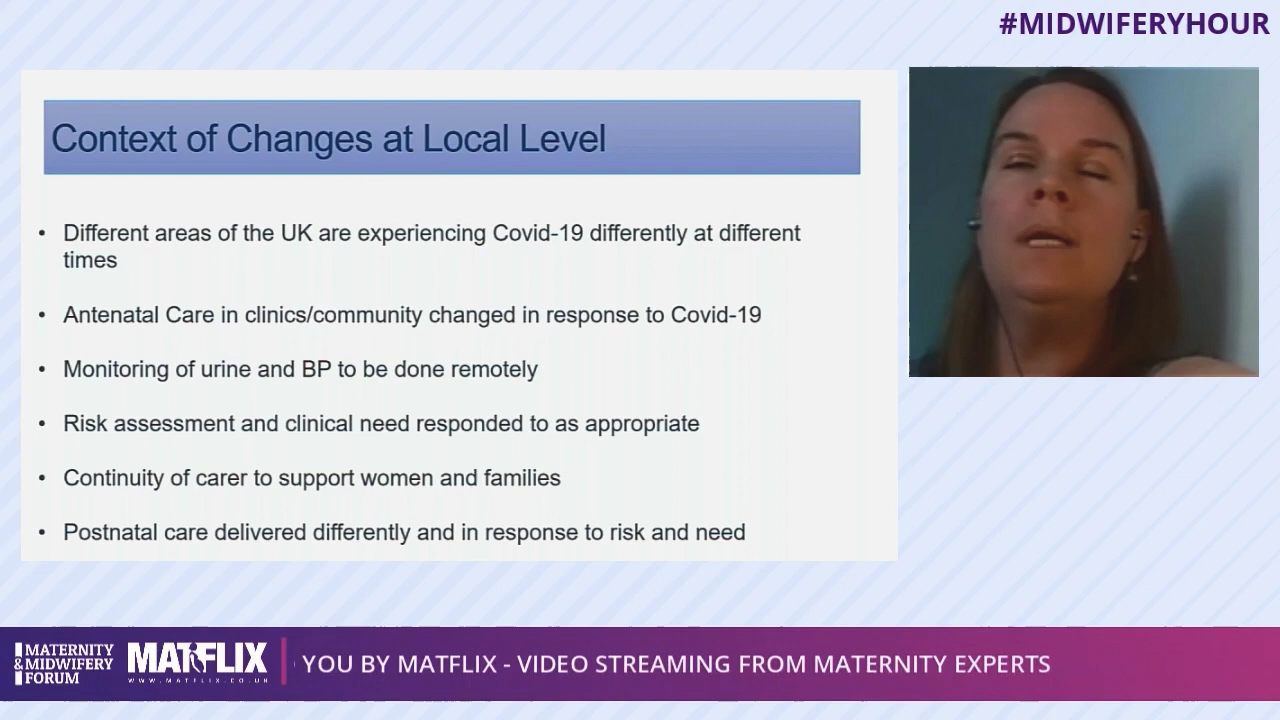 #MIDWIFERYHOUR
Context of Changes at Local Level
• Different areas of the UK are experiencing Covid-19 differently at different
times
• Antenatal Care in clinics/community changed in response to Covid-19
• Monitoring of urine and BP to be done remotely
• Risk assessment and clinical need responded to as appropriate
• Continuity of carer to support women and families
• Postnatal care delivered differently and in response to risk and need
MATERNITY
& MIDWIFERY
FORUM
MATFLIX
WWW.MATFLIX.CO.UK
YOU BY MATFLIX - VIDEO STREAMING FROM MATERNITY EXPERTS